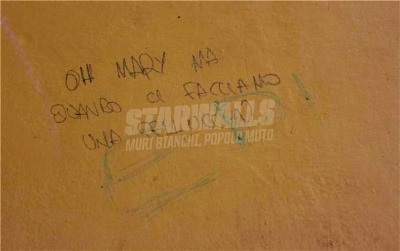 OH MARY MA
QUANDO CI FACCIAMO
UNA
STARWALLS
MURI BIANCHI, POPOLO MUTO